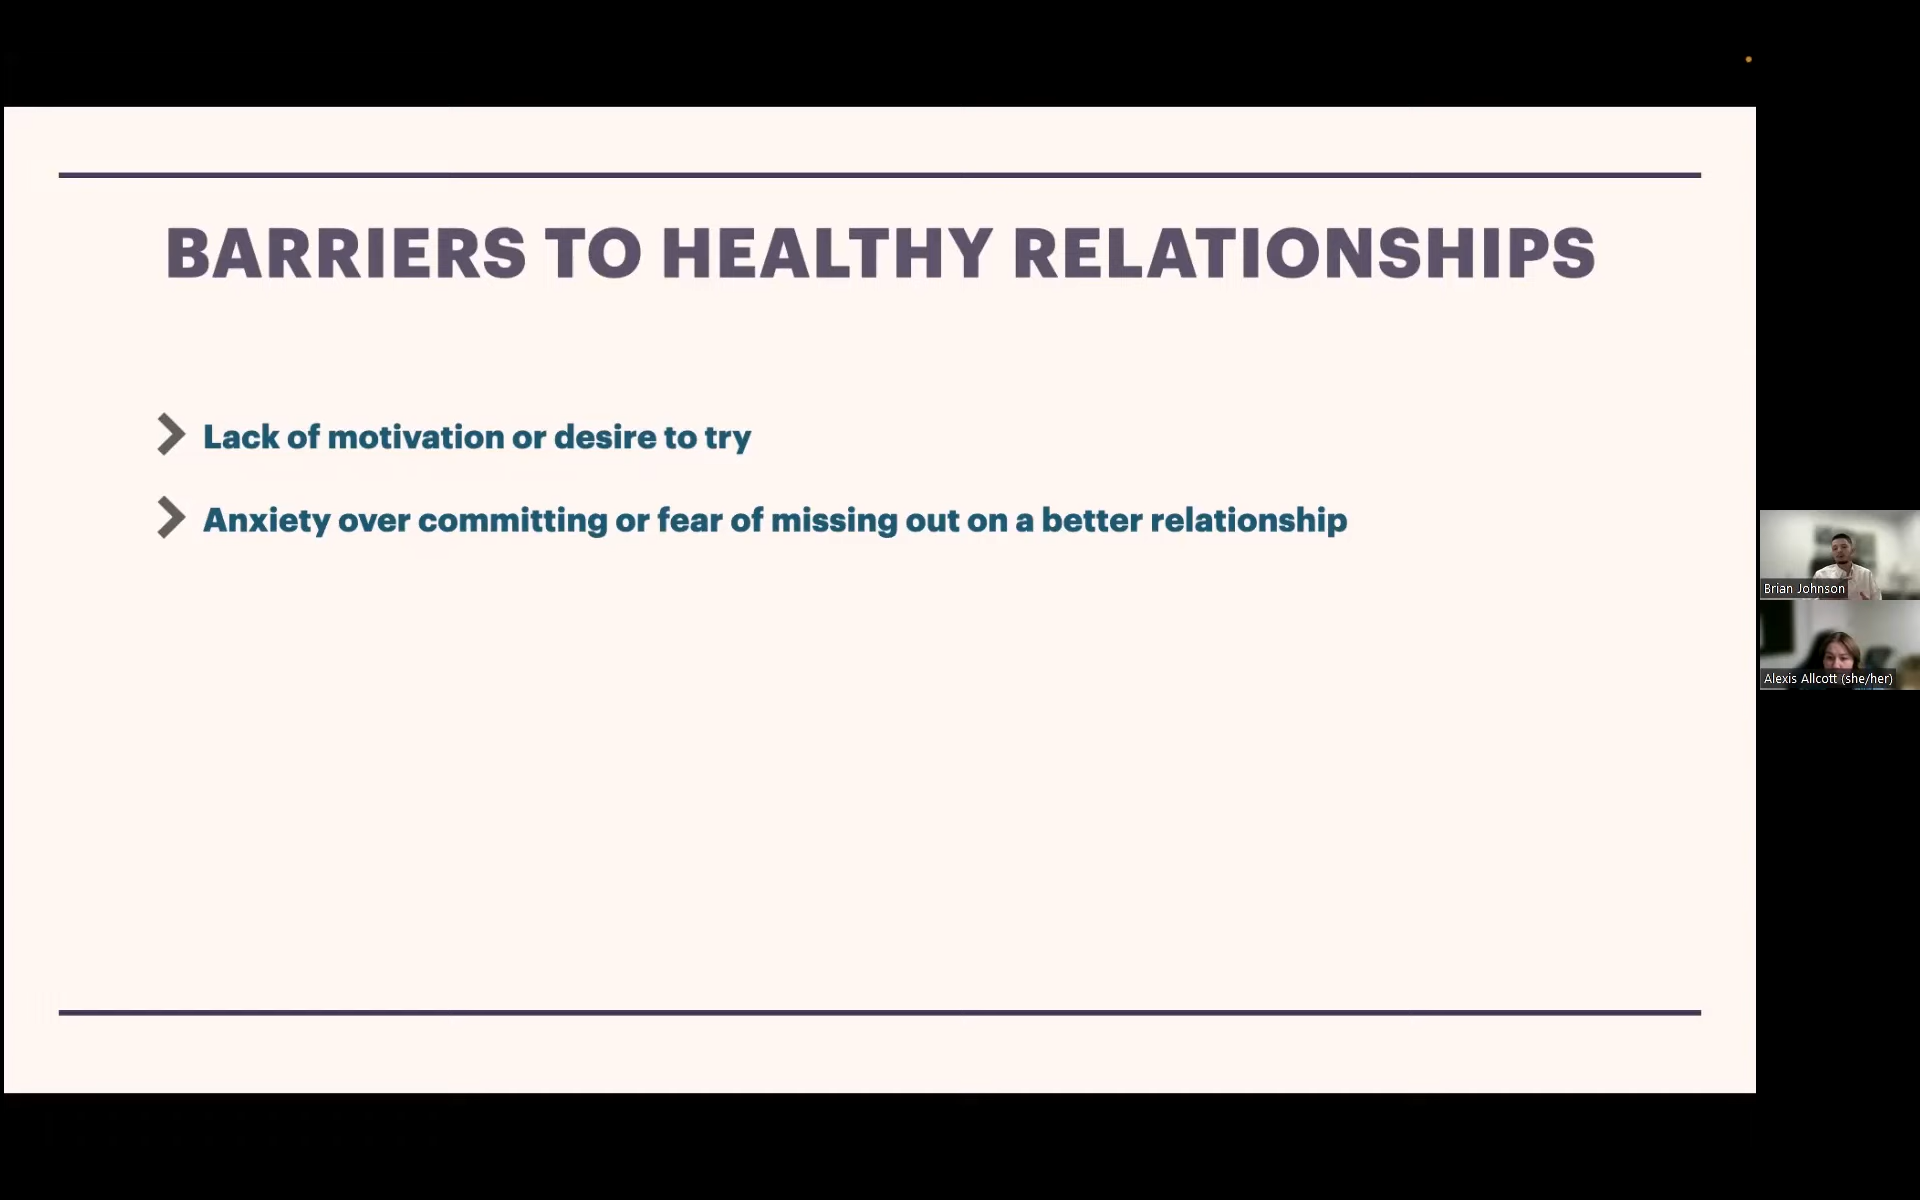 BARRIERS TO HEALTHY RELATIONSHIPS
Lack of motivation or desire to try
Anxiety over committing or fear of missing out on a better relationship
Brian Johnson
Alexis Allcott (she/her)